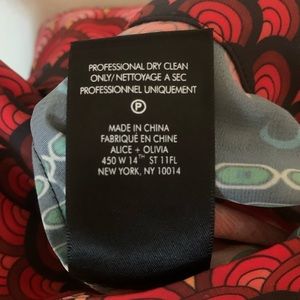 PROFESSIONAL DRY CLEAN
ONLY/ NETTOYAGE A SEC
PROFESSIONNEL UNIQUEMENT
P
MADE IN CHINA
FABRIQUÉ EN CHINE
ALICE + OLIVIA
450 W 14TH ST 11FL
NEW YORK, NY 10014